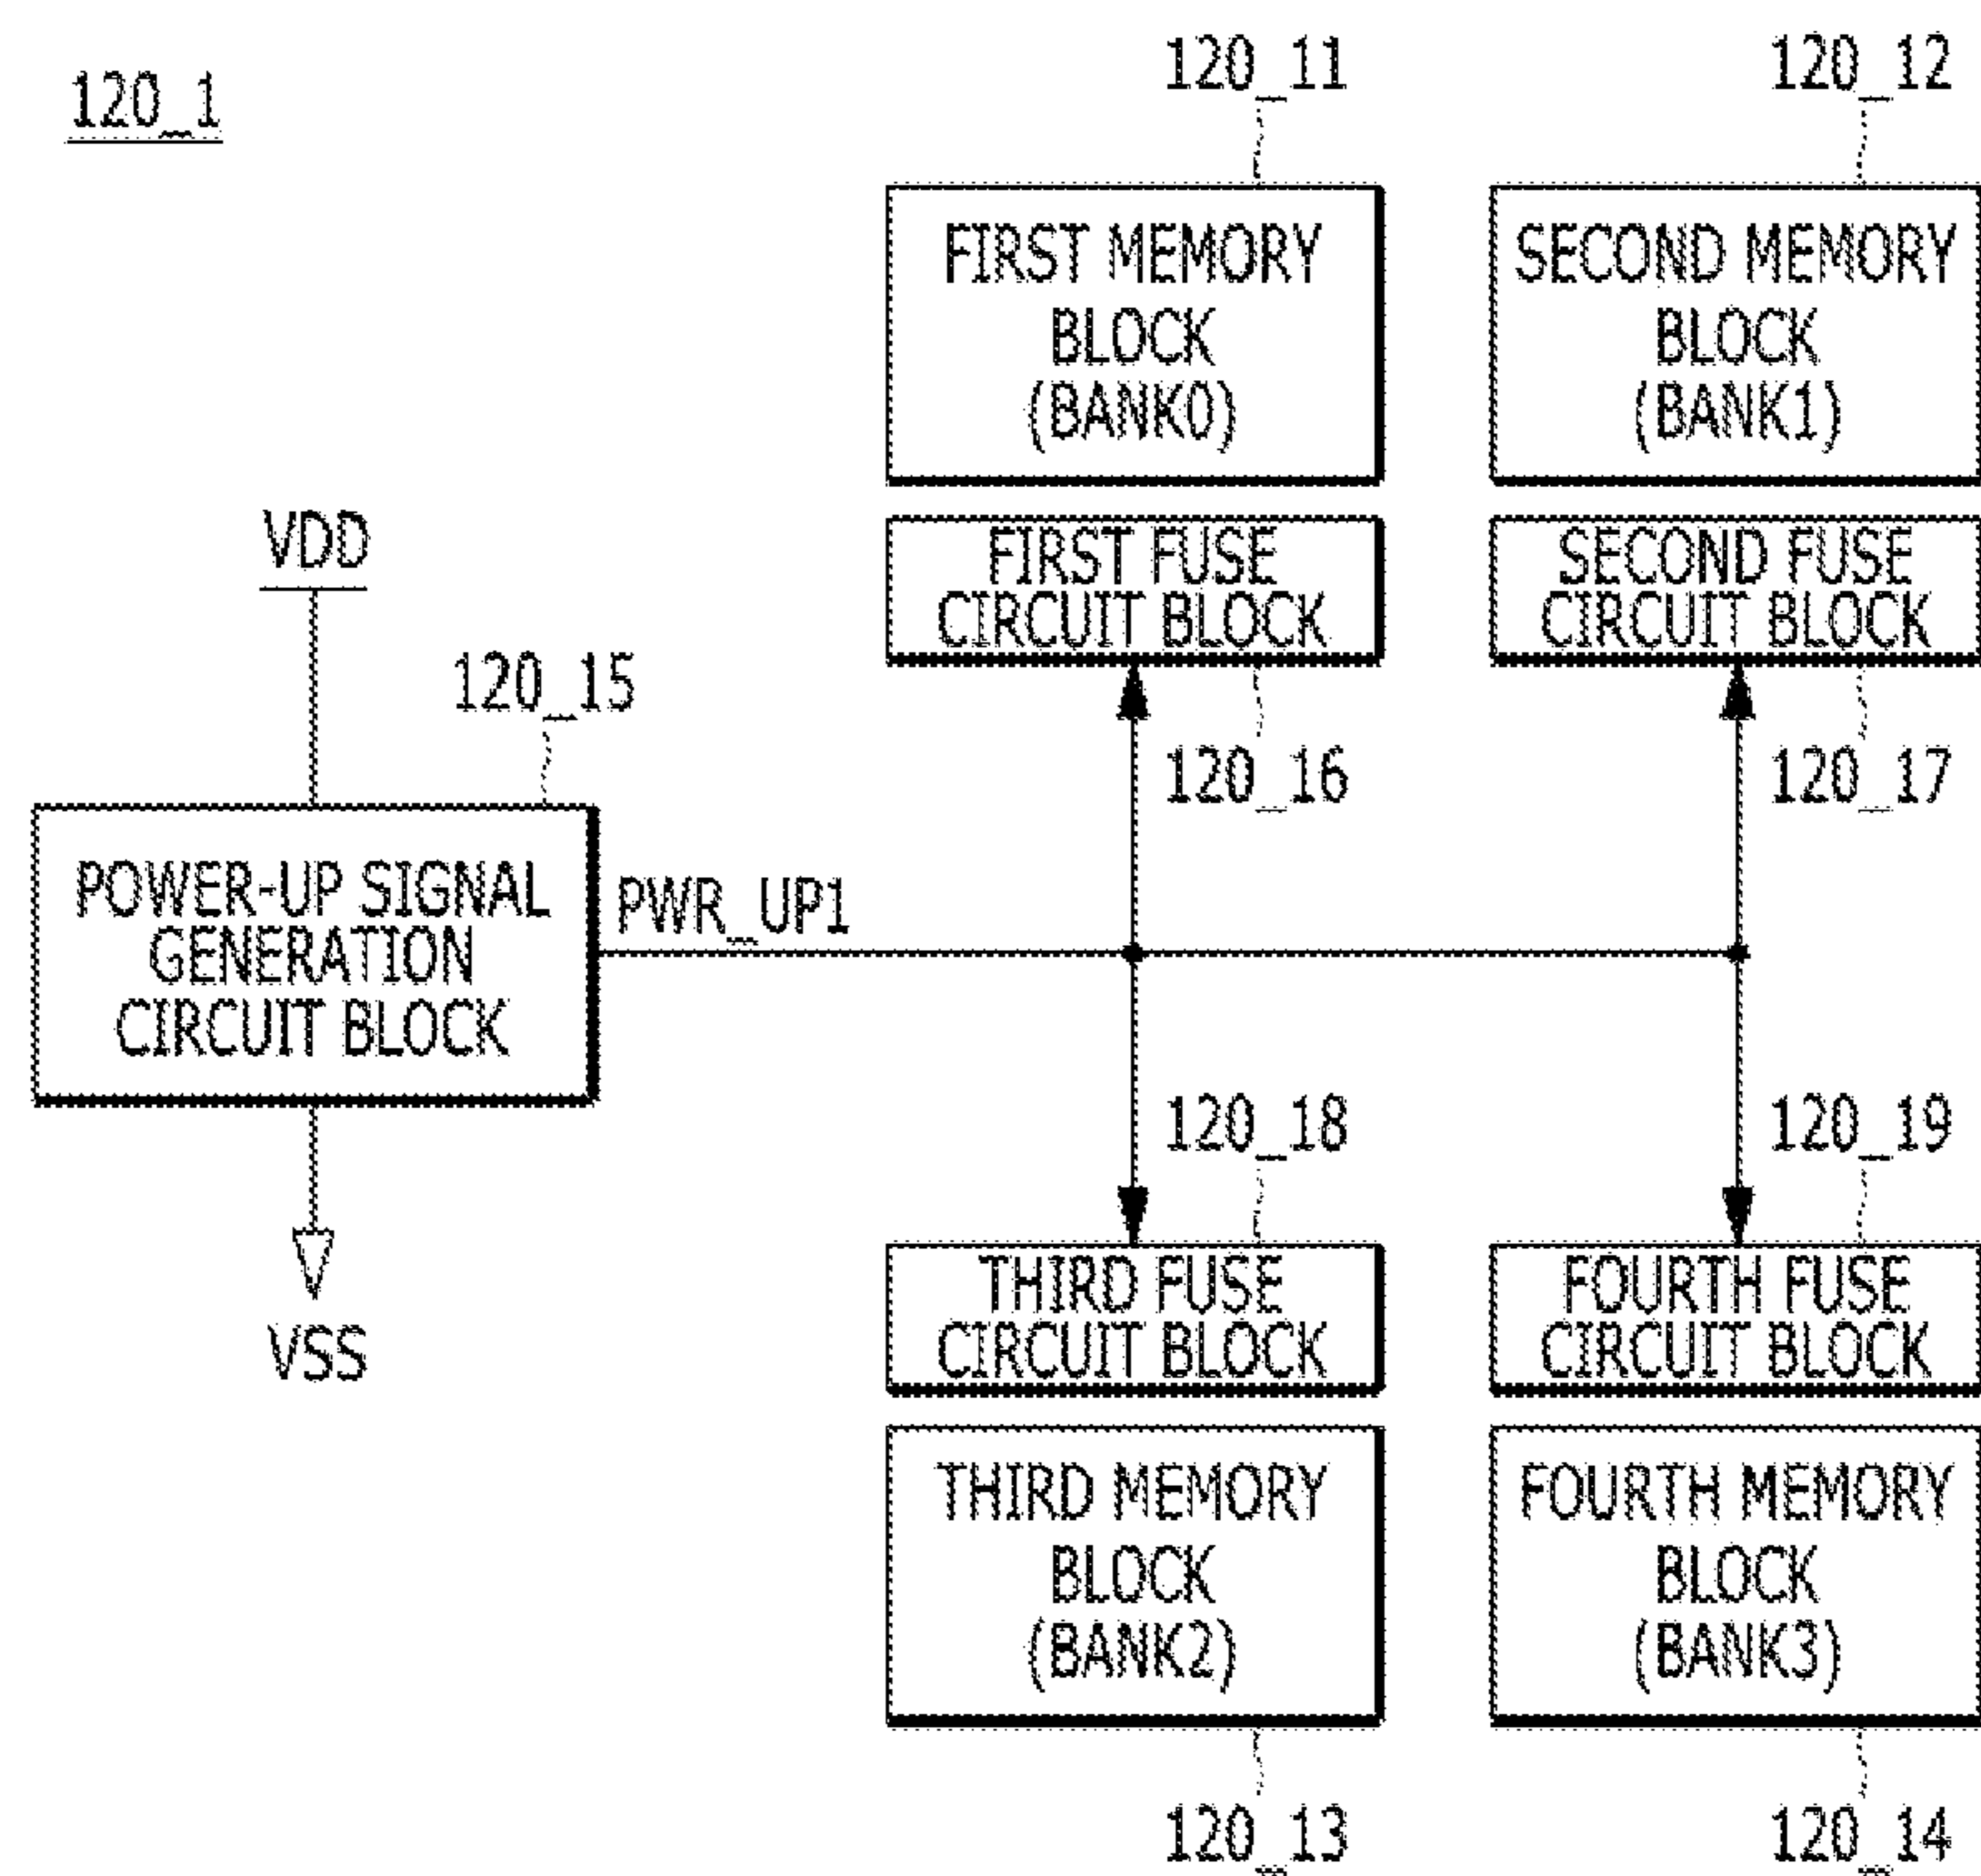 120_1
120_11
120_12
FIRST MEMORY
BLOCK
(BANK0)
SECOND MEMORY
BLOCK
(BANK1)
VDD
FIRST FUSE
CIRCUIT BLOCK
SECOND FUSE
CIRCUIT BLOCK
120_15
120_16
120_17
POWER-UP SIGNAL
GENERATION
CIRCUIT BLOCK
PWR_UP1
120_18
120_19
THIRD FUSE
CIRCUIT BLOCK
FOURTH FUSE
CIRCUIT BLOCK
VSS
THIRD MEMORY
BLOCK
(BANK2)
FOURTH MEMORY
BLOCK
(BANK3)
120_13
120_14